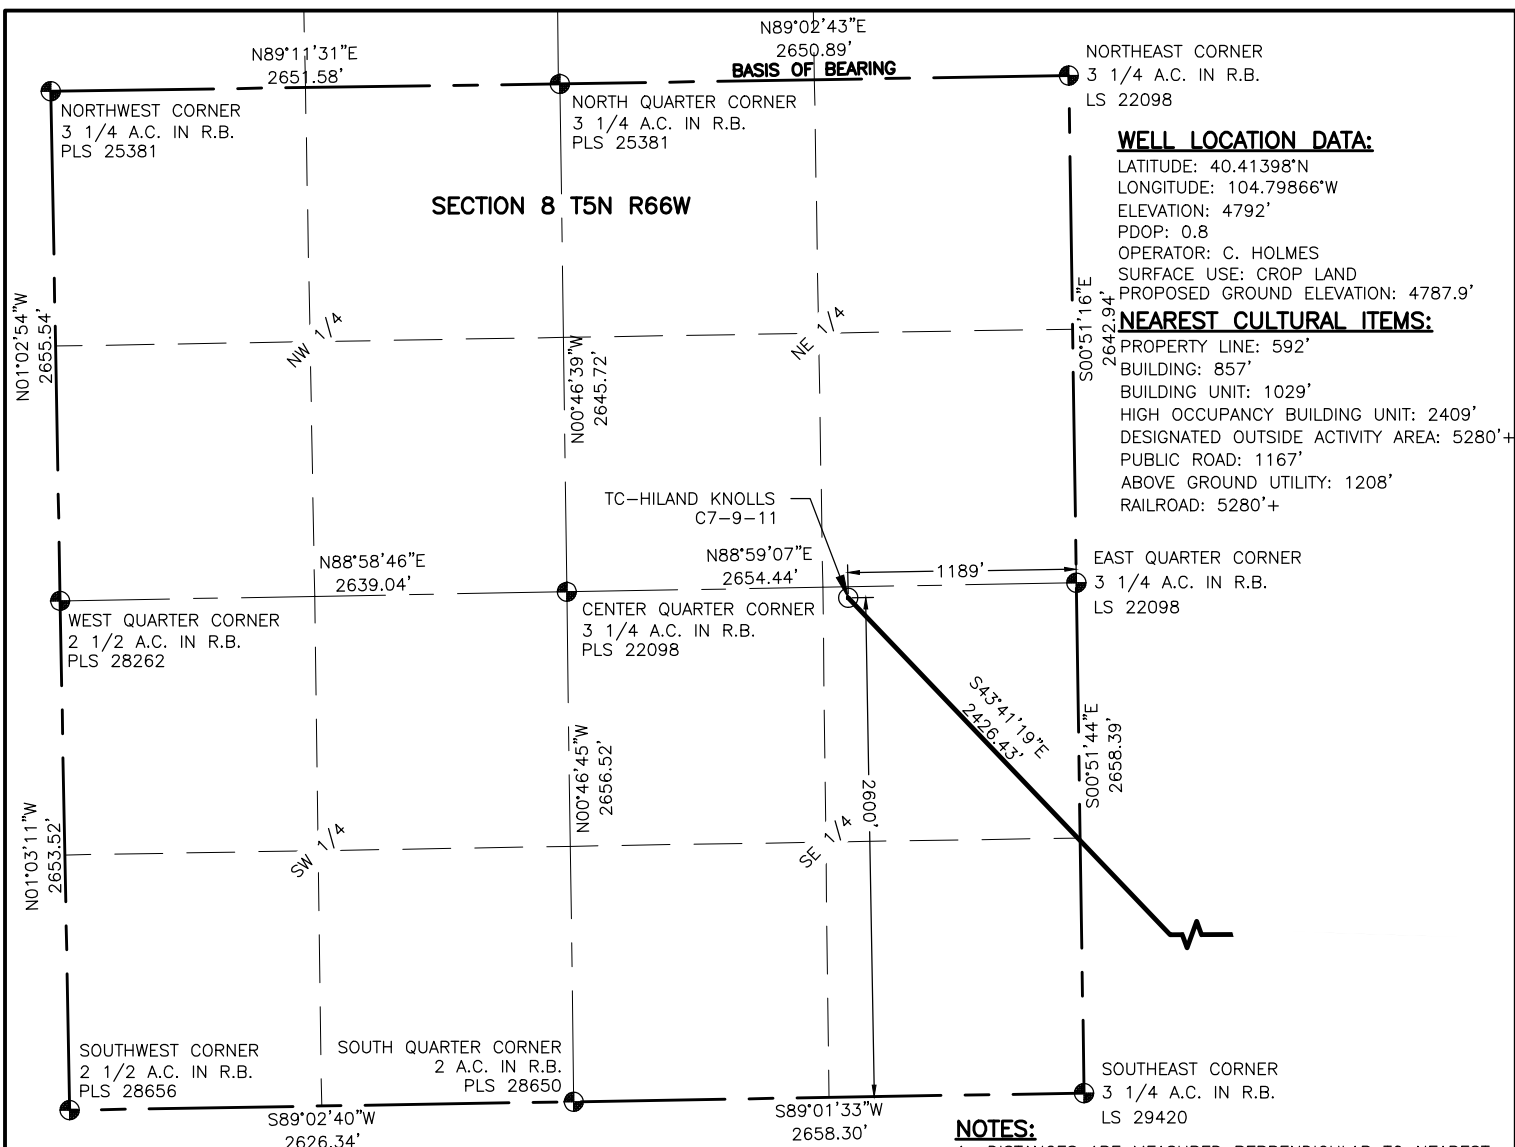 N89°11'31"E
2651.58'
N89°02'43"E
2650.89'
BASIS OF BEARING
NORTHEAST CORNER
3 1/4 A.C. IN R.B.
LS 22098
NORTHWEST CORNER
3 1/4 A.C. IN R.B.
PLS 25381
NORTH QUARTER CORNER
3 1/4 A.C. IN R.B.
PLS 25381
SECTION 8 T5N R66W
WELL LOCATION DATA:
LATITUDE: 40.41398°N
LONGITUDE: 104.79866°W
ELEVATION: 4792'
PDOP: 0.8
OPERATOR: C. HOLMES
SURFACE USE: CROP LAND
PROPOSED GROUND ELEVATION: 4787.9'
NEAREST CULTURAL ITEMS:
PROPERTY LINE: 592'
BUILDING: 857'
BUILDING UNIT: 1029'
HIGH OCCUPANCY BUILDING UNIT: 2409'
DESIGNATED OUTSIDE ACTIVITY AREA: 5280'+
PUBLIC ROAD: 1167'
ABOVE GROUND UTILITY: 1208'
RAILROAD: 5280'+
N01°02'54"W
2655.54'
NW 1/4
N00°46'39"W
2645.72'
NE 1/4
S00°51'16"E
2642.94'
TC-HILAND KNOLLS
C7-9-11
N88°58'46"E
2639.04'
N88°59'07"E
2654.44'
1189'
EAST QUARTER CORNER
3 1/4 A.C. IN R.B.
LS 22098
WEST QUARTER CORNER
2 1/2 A.C. IN R.B.
PLS 28262
CENTER QUARTER CORNER
3 1/4 A.C. IN R.B.
PLS 22098
S43°41'19"E
2426.43'
N01°03'11"W
2653.52'
SW 1/4
N00°46'45"W
2656.52'
SE 1/4
2600'
S00°51'44"E
2658.39'
SOUTHWEST CORNER
2 1/2 A.C. IN R.B.
PLS 28656
SOUTH QUARTER CORNER
2 A.C. IN R.B.
PLS 28650
SOUTHEAST CORNER
3 1/4 A.C. IN R.B.
LS 29420
S89°02'40"W
2626.34'
S89°01'33"W
2658.30'
NOTES:
1. DISTANCES ARE MEASURED PERPENDICULAR TO NEAREST